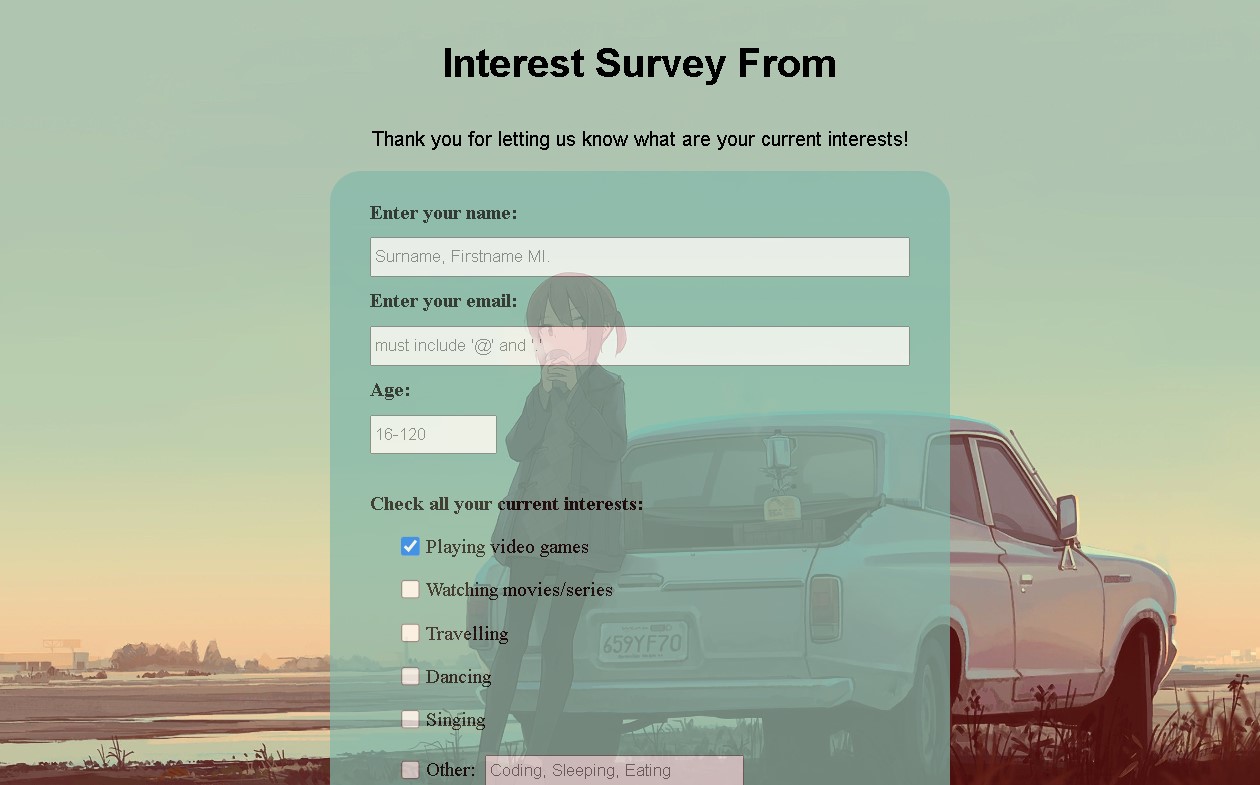 Interest Survey From
Thank you for letting us know what are your current interests!
Enter your name:
Surname, Firstname MI.
Enter your email:
must include '@' and '.'
Age:
16-120
Check all your current interests:
Playing video games
Watching movies/series
Travelling
Dancing
Singing
Other: Coding, Sleeping, Eating
659YF70